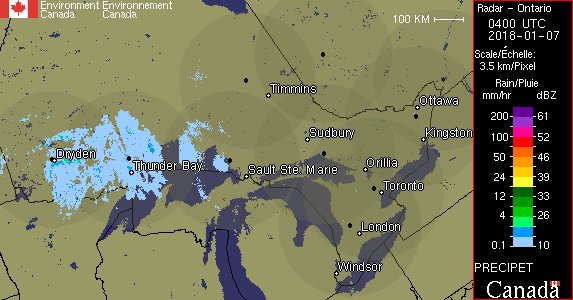 Environment Environnement
Canada Canada
100 KM
Timmins
Ottawa
Sudbury
Kingston
Dryden
Thunder Bay
Sault Ste. Marie
Orillia
Toronto
London
Windsor
Radar - Ontario
0400 UTC
2018-01-07
Scale/Échelle:
3.5 km/Pixel
Rain/Pluie
mm/hr dBZ
200 61
100 52
50 46
24 39
12 33
4 26
0.1 10
PRECIPET
Canada